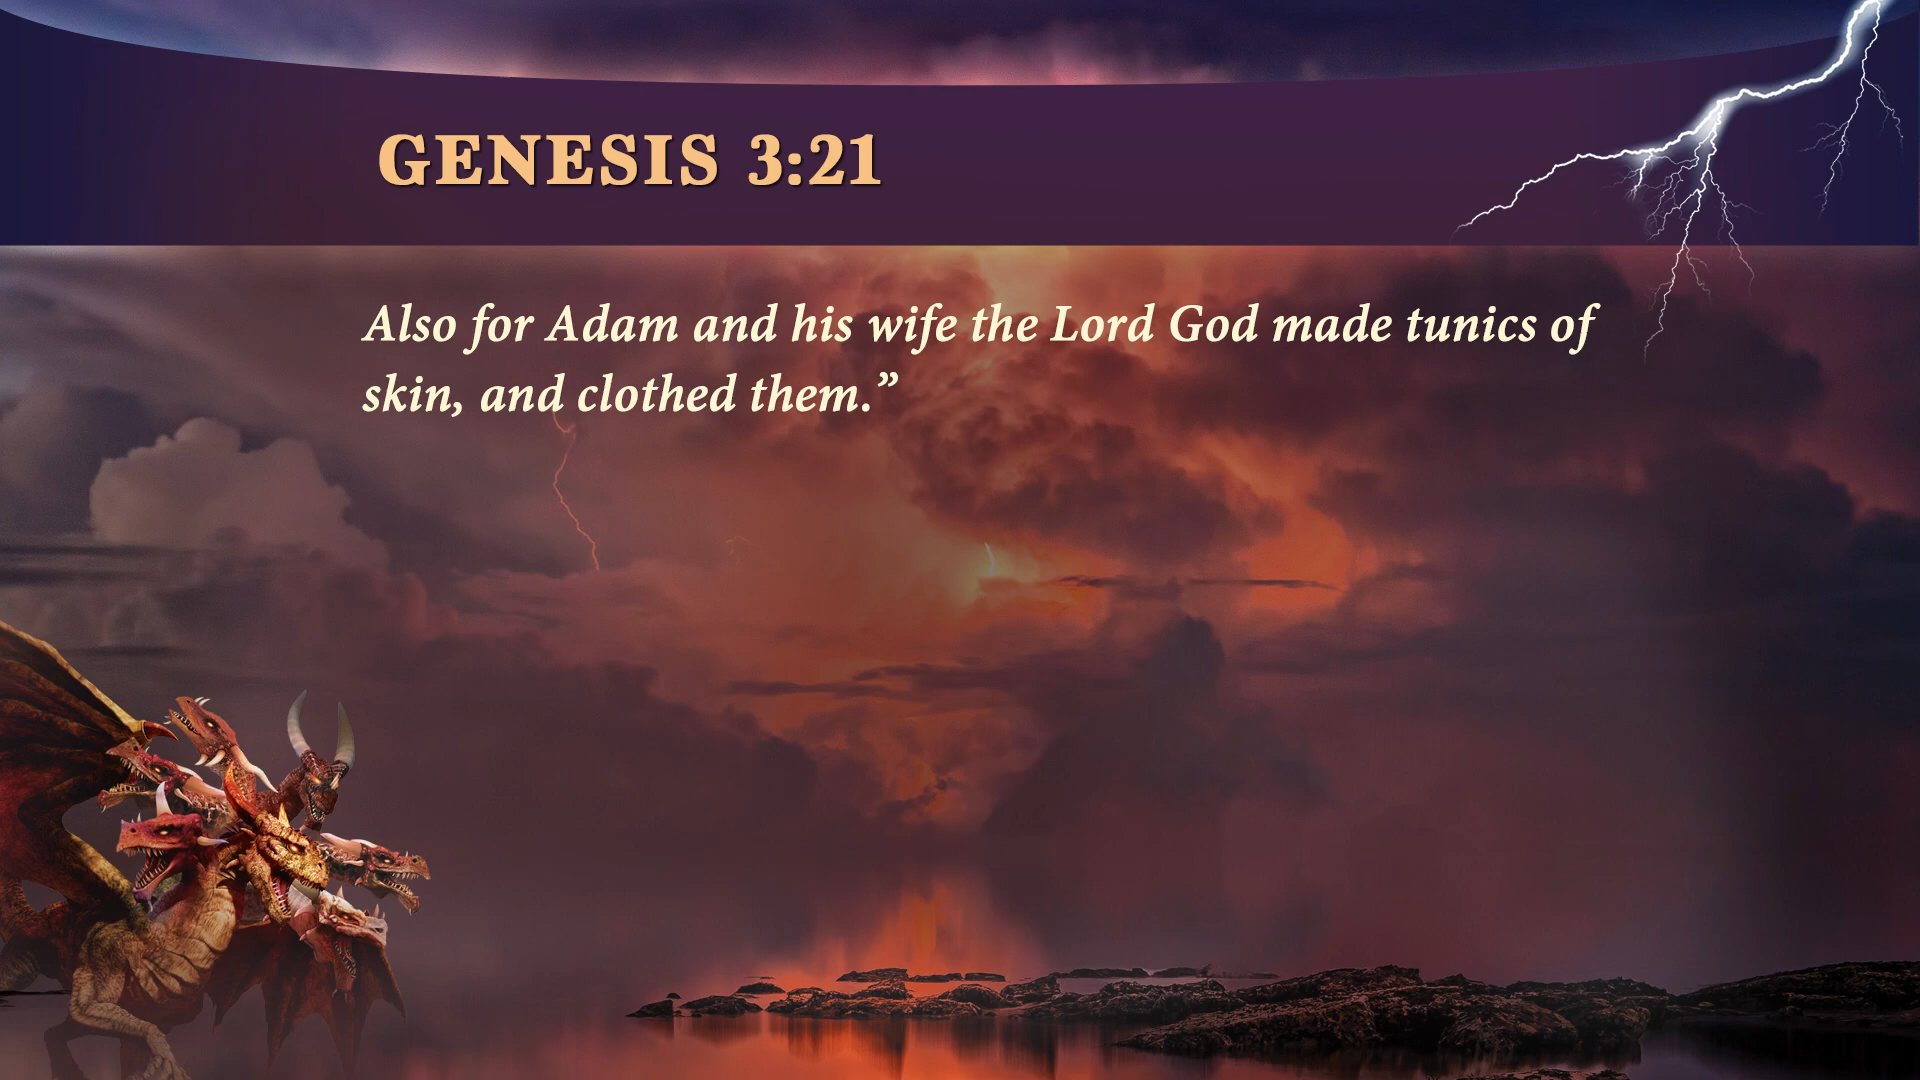 GENESIS 3:21
Also for Adam and his wife the Lord God made tunics of
skin, and clothed them.”